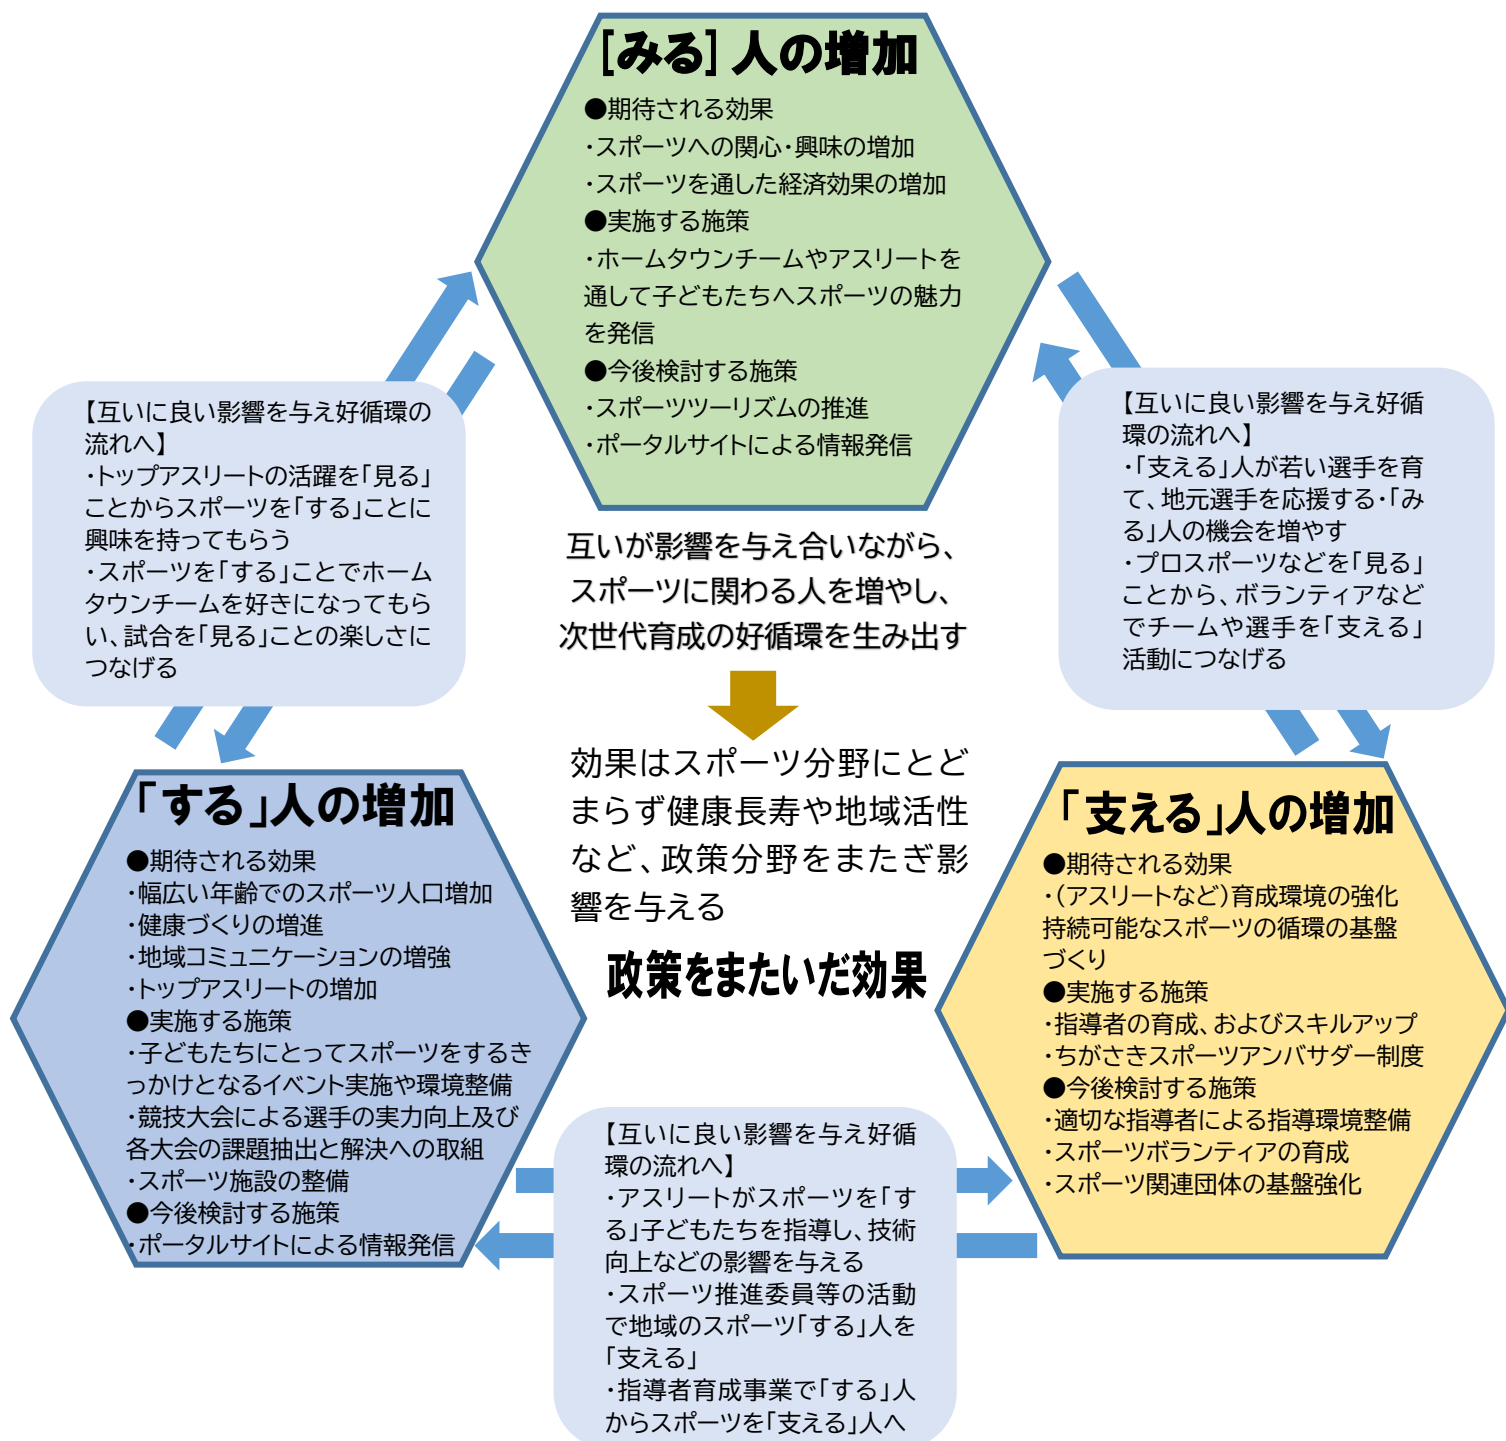 [みる] 人の増加
●期待される効果
・スポーツへの関心・興味の増加
・スポーツを通した経済効果の増加
●実施する施策
・ホームタウンチームやアスリートを
通して子どもたちへスポーツの魅力
を発信
●今後検討する施策
・スポーツツーリズムの推進
・ポータルサイトによる情報発信
【互いに良い影響を与え好循環の
流れへ】
・トップアスリートの活躍を「見る」
ことからスポーツを「する」ことに
興味を持ってもらう
・スポーツを「する」ことでホーム
タウンチームを好きになってもら
い、試合を「見る」ことの楽しさに
つなげる
【互いに良い影響を与え好循
環の流れへ】
・「支える」人が若い選手を育
て、地元選手を応援する・「み
る」人の機会を増やす
・プロスポーツなどを「見る」
ことから、ボランティアなど
でチームや選手を「支える」
活動につなげる
互いが影響を与え合いながら、
スポーツに関わる人を増やし、
次世代育成の好循環を生み出す
効果はスポーツ分野にとど
まらず健康長寿や地域活性
など、政策分野をまたぎ影
響を与える
政策をまたいだ効果
「する」人の増加
●期待される効果
・幅広い年齢でのスポーツ人口増加
・健康づくりの増進
・地域コミュニケーションの増強
・トップアスリートの増加
●実施する施策
・子どもたちにとってスポーツをするき
っかけとなるイベント実施や環境整備
・競技大会による選手の実力向上及び
各大会の課題抽出と解決への取組
・スポーツ施設の整備
●今後検討する施策
・ポータルサイトによる情報発信
「支える」人の増加
●期待される効果
・(アスリートなど)育成環境の強化
持続可能なスポーツの循環の基盤
づくり
●実施する施策
・指導者の育成、およびスキルアップ
・ちがさきスポーツアンバサダー制度
●今後検討する施策
・適切な指導者による指導環境整備
・スポーツボランティアの育成
・スポーツ関連団体の基盤強化
【互いに良い影響を与え好循
環の流れへ】
・アスリートがスポーツを「す
る」子どもたちを指導し、技術
向上などの影響を与える
・スポーツ推進委員等の活動
で地域のスポーツ「する」人を
「支える」
・指導者育成事業で「する」人
からスポーツを「支える」人へ